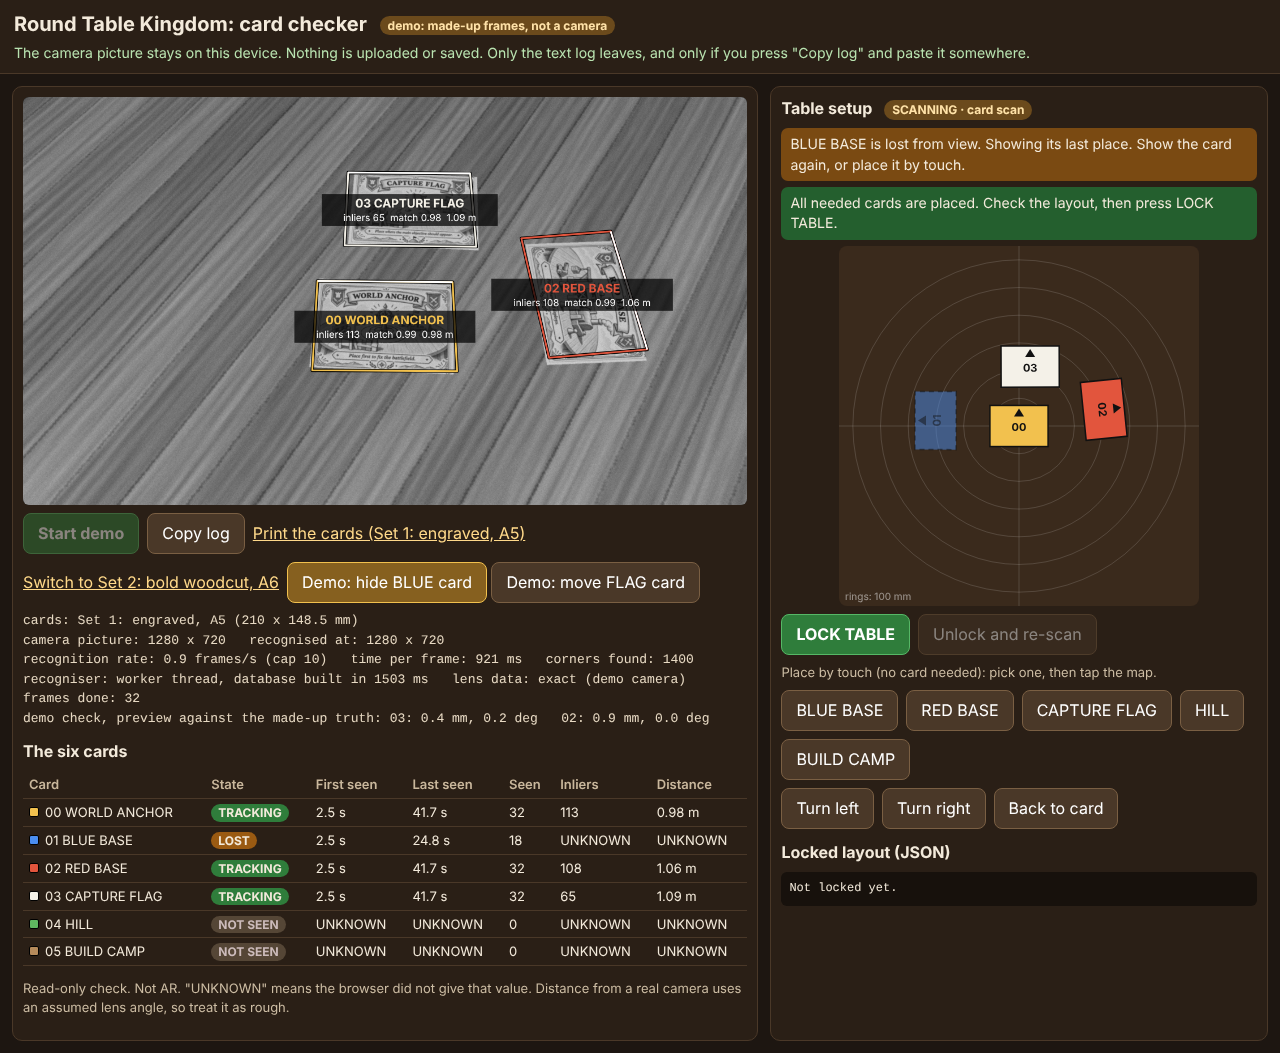 Round Table Kingdom: card checker demo: made-up frames, not a camera
The camera picture stays on this device. Nothing is uploaded or saved. Only the text log leaves, and only if you press "Copy log" and paste it somewhere.
CAPTURE FLAG
03 CAPTURE FLAG
inliers 65 match 0.98 1.09 m
02 RED BASE
inliers 108 match 0.99 1.06 m
WORLD ANCHOR
00 WORLD ANCHOR
inliers 113 match 0.99 0.98 m
Place first to fix the battlefield.
Start demo
Copy log
Print the cards (Set 1: engraved, A5)
Switch to Set 2: bold woodcut, A6
Demo: hide BLUE card
Demo: move FLAG card
cards: Set 1: engraved, A5 (210 x 148.5 mm)
camera picture: 1280 x 720 recognised at: 1280 x 720
recognition rate: 0.9 frames/s (cap 10) time per frame: 921 ms corners found: 1400
recogniser: worker thread, database built in 1503 ms lens data: exact (demo camera)
frames done: 32
demo check, preview against the made-up truth: 03: 0.4 mm, 0.2 deg 02: 0.9 mm, 0.0 deg
The six cards
Card State First seen Last seen Seen Inliers Distance
00 WORLD ANCHOR TRACKING 2.5 s 41.7 s 32 113 0.98 m
01 BLUE BASE LOST 2.5 s 24.8 s 18 UNKNOWN UNKNOWN
02 RED BASE TRACKING 2.5 s 41.7 s 32 108 1.06 m
03 CAPTURE FLAG TRACKING 2.5 s 41.7 s 32 65 1.09 m
04 HILL NOT SEEN UNKNOWN UNKNOWN 0 UNKNOWN UNKNOWN
05 BUILD CAMP NOT SEEN UNKNOWN UNKNOWN 0 UNKNOWN UNKNOWN
Read-only check. Not AR. "UNKNOWN" means the browser did not give that value. Distance from a real camera uses
an assumed lens angle, so treat it as rough.
Table setup SCANNING · card scan
BLUE BASE is lost from view. Showing its last place. Show the card
again, or place it by touch.
All needed cards are placed. Check the layout, then press LOCK
TABLE.
03
02
01
00
rings: 100 mm
LOCK TABLE
Unlock and re-scan
Place by touch (no card needed): pick one, then tap the map.
BLUE BASE
RED BASE
CAPTURE FLAG
HILL
BUILD CAMP
Turn left
Turn right
Back to card
Locked layout (JSON)
Not locked yet.